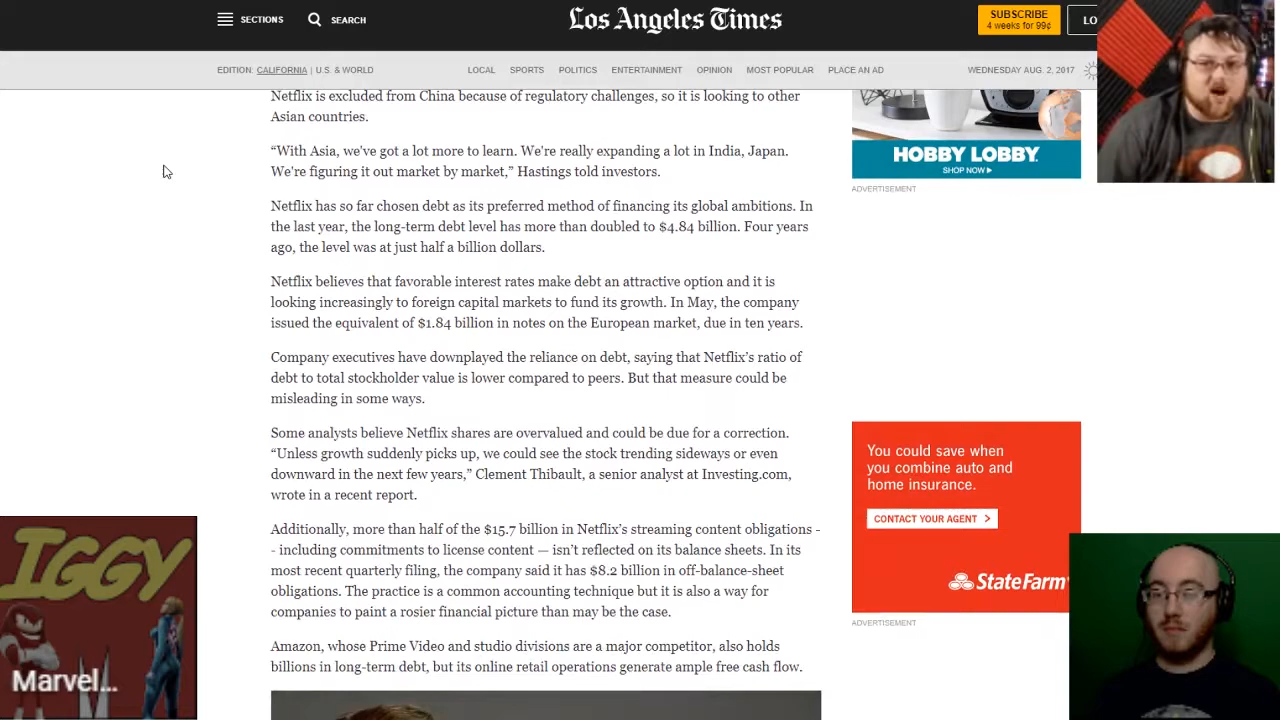 SECTIONS
SEARCH
Los Angeles Times
SUBSCRIBE
4 weeks for 99¢
LO
EDITION: CALIFORNIA | U.S. & WORLD
LOCAL SPORTS POLITICS ENTERTAINMENT OPINION MOST POPULAR PLACE AN AD
WEDNESDAY AUG. 2, 2017
Netflix is excluded from China because of regulatory challenges, so it is looking to other
Asian countries.
“With Asia, we’ve got a lot more to learn. We're really expanding a lot in India, Japan.
We're figuring it out market by market,” Hastings told investors.
Netflix has so far chosen debt as its preferred method of financing its global ambitions. In
the last year, the long-term debt level has more than doubled to $4.84 billion. Four years
ago, the level was at just half a billion dollars.
Netflix believes that favorable interest rates make debt an attractive option and it is
looking increasingly to foreign capital markets to fund its growth. In May, the company
issued the equivalent of $1.84 billion in notes on the European market, due in ten years.
Company executives have downplayed the reliance on debt, saying that Netflix’s ratio of
debt to total stockholder value is lower compared to peers. But that measure could be
misleading in some ways.
Some analysts believe Netflix shares are overvalued and could be due for a correction.
“Unless growth suddenly picks up, we could see the stock trending sideways or even
downward in the next few years,” Clement Thibault, a senior analyst at Investing.com,
wrote in a recent report.
Additionally, more than half of the $15.7 billion in Netflix’s streaming content obligations -
- including commitments to license content — isn’t reflected on its balance sheets. In its
most recent quarterly filing, the company said it has $8.2 billion in off-balance-sheet
obligations. The practice is a common accounting technique but it is also a way for
companies to paint a rosier financial picture than may be the case.
Amazon, whose Prime Video and studio divisions are a major competitor, also holds
billions in long-term debt, but its online retail operations generate ample free cash flow.
HOBBY LOBBY
SHOP NOW
ADVERTISEMENT
You could save when
you combine auto and
home insurance.
CONTACT YOUR AGENT
StateFarm
ADVERTISEMENT
IGGY
Marvel...